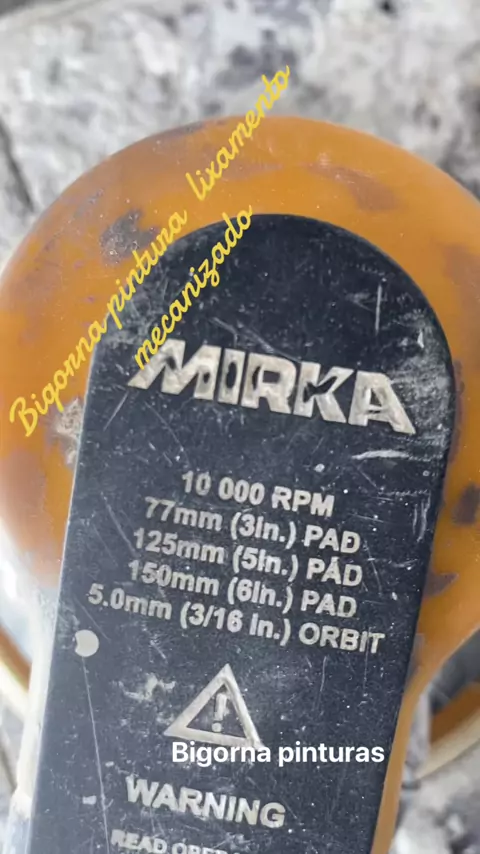 Bigorna pintura lixamento
mecanizado
MIRKA
10 000 RPM
77mm (3In.) PAD
125mm (5In.) PAD
150mm (6In.) PAD
5.0mm (3/16 In.) ORBIT
Bigorna pinturas
WARNING
READ